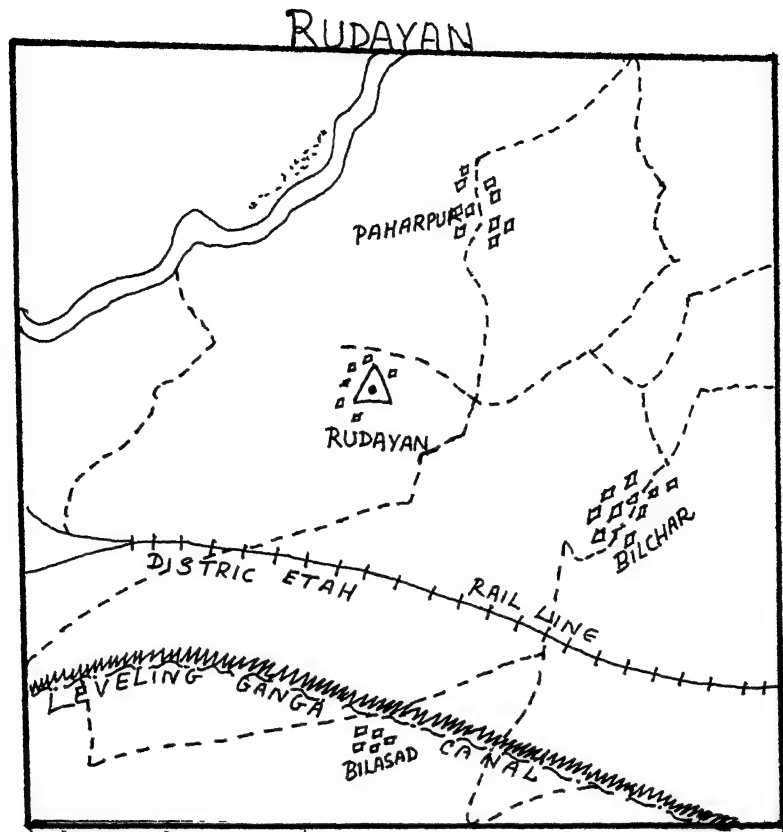 RUDAYAN
PAHARPUR
RUDAYAN
BILCHAR
DISTRIC ETAH RAIL LINE
LEVELING GANGA CANAL
BILASAD